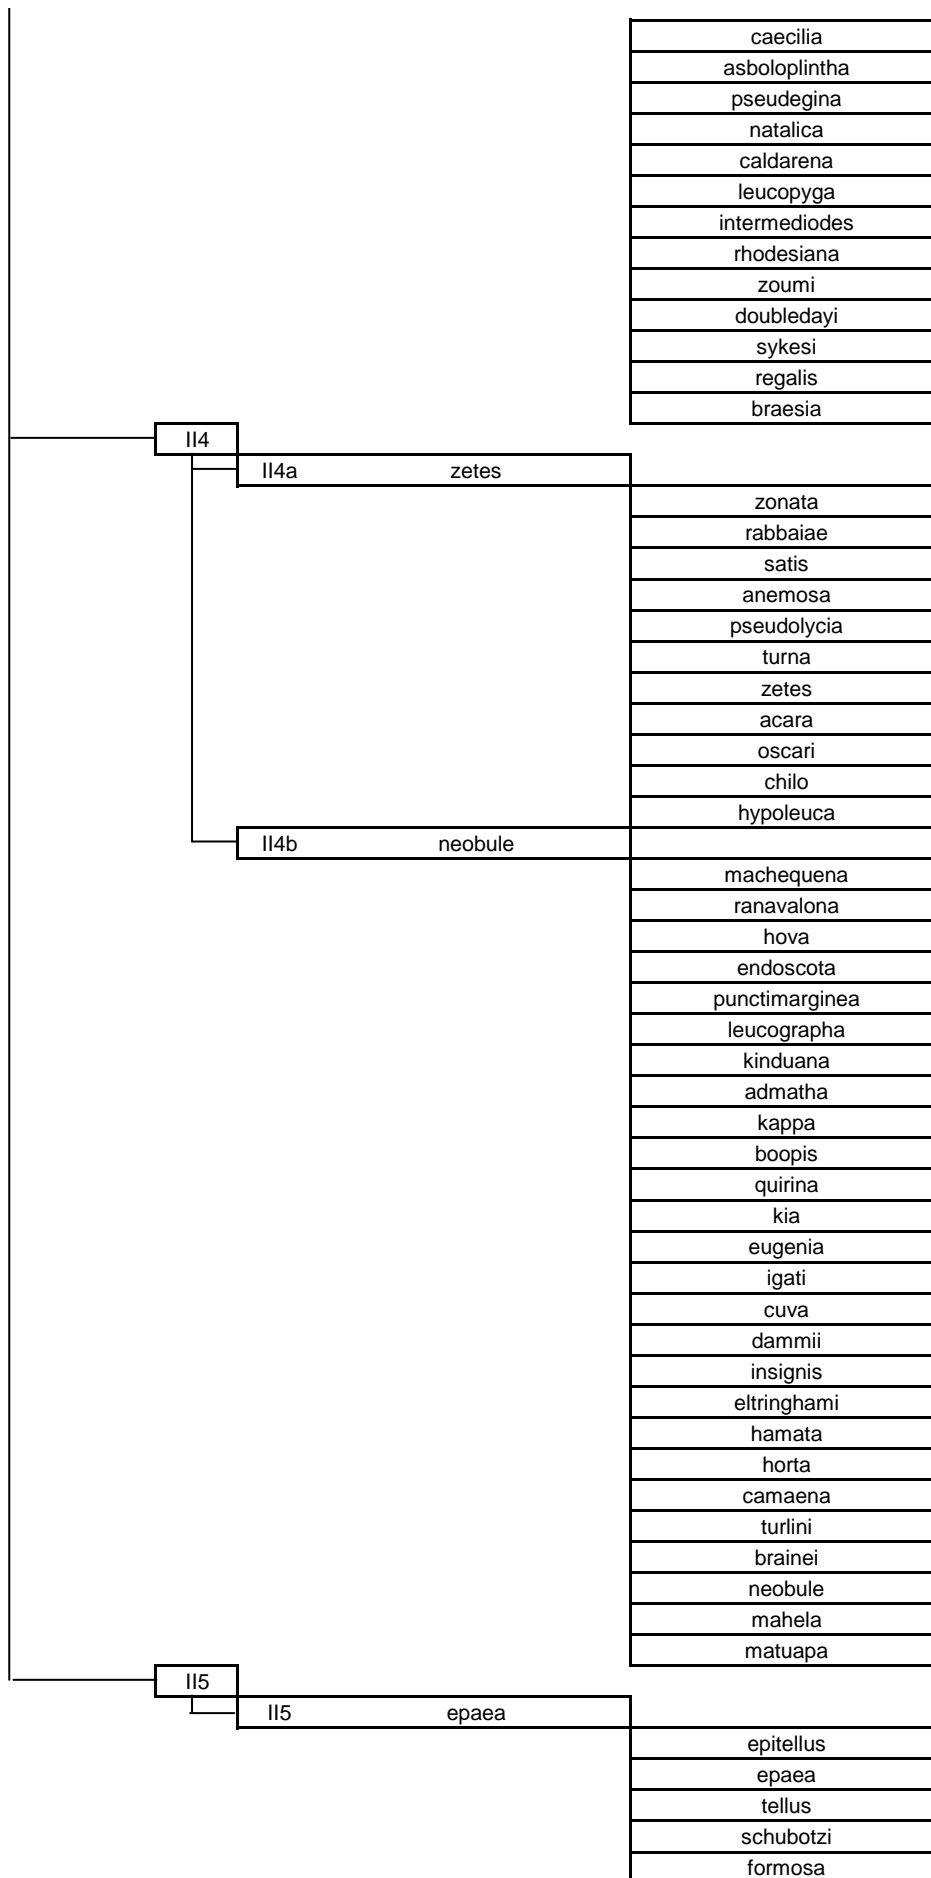 caecilia
asboloplintha
pseudegina
natalica
caldarena
leucopyga
intermediodes
rhodesiana
zoumi
doubledayi
sykesi
regalis
braesia
II4
II4a zetes
zonata
rabbaiae
satis
anemosa
pseudolycia
turna
zetes
acara
oscari
chilo
hypoleuca
II4b neobule
machequena
ranavalona
hova
endoscota
punctimarginea
leucographa
kinduana
admatha
kappa
boopis
quirina
kia
eugenia
igati
cuva
dammii
insignis
eltringhami
hamata
horta
camaena
turlini
brainei
neobule
mahela
matuapa
II5
II5 epaea
epitellus
epaea
tellus
schubotzi
formosa